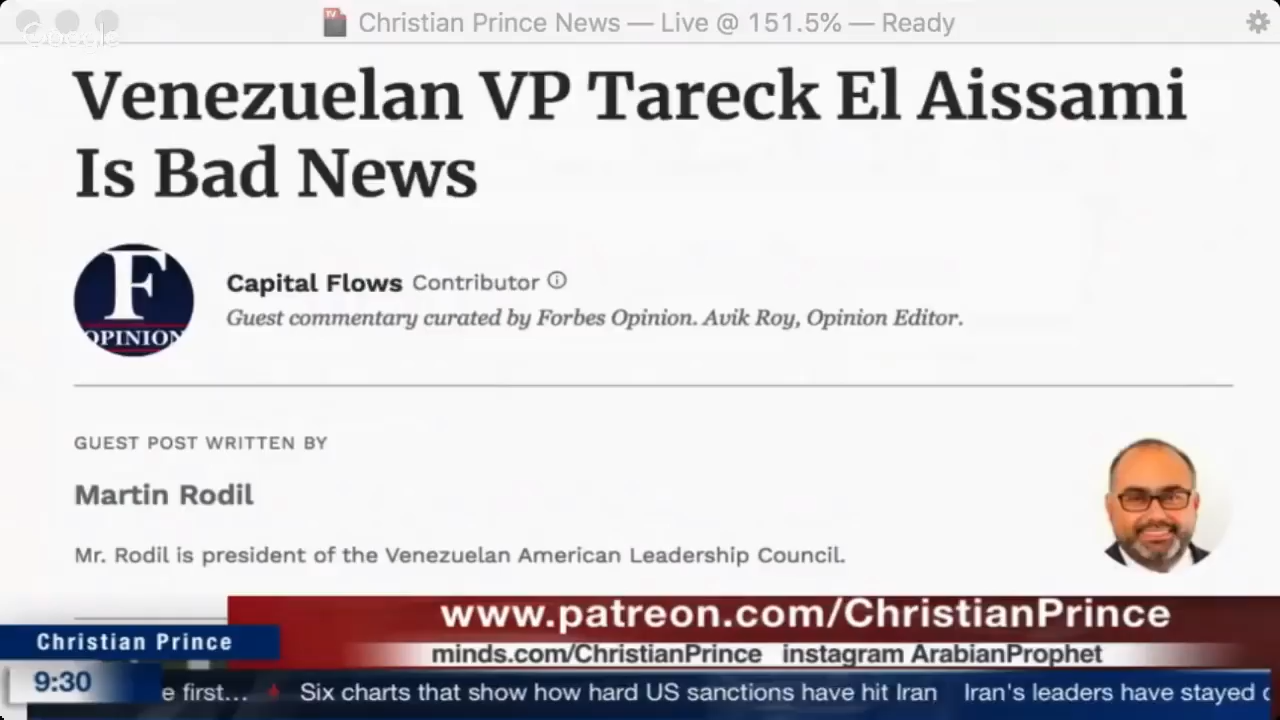 Christian Prince News — Live @ 151.5% — Ready
Google
Venezuelan VP Tareck El Aissami
Is Bad News
F
OPINION
Capital Flows Contributor
Guest commentary curated by Forbes Opinion. Avik Roy, Opinion Editor.
GUEST POST WRITTEN BY
Martin Rodil
Mr. Rodil is president of the Venezuelan American Leadership Council.
www.patreon.com/ChristianPrince
Christian Prince
minds.com/ChristianPrince instagram ArabianProphet
9:30
e first... Six charts that show how hard US sanctions have hit Iran Iran's leaders have stayed